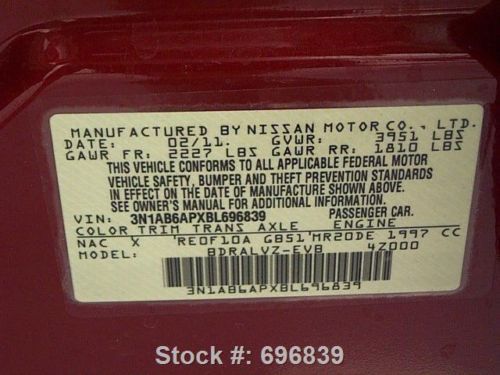 MANUFACTURED BY NISSAN MOTOR CO., LTD.
DATE: 02/11. GVWR: 3951 LBS
GAWR FR: 2227 LBS GAWR RR: 1810 LBS
THIS VEHICLE CONFORMS TO ALL APPLICABLE FEDERAL MOTOR
VEHICLE SAFETY, BUMPER AND THEFT PREVENTION STANDARDS
IN EFFECT ON THE DATE OF MANUFACTURE SHOWN ABOVE.
SEE OWNER'S MANUAL FOR ADDITIONAL INFORMATION.
VIN: 3N1AB6APXBL696839 PASSENGER CAR.
COLOR TRIM TRANS AXLE ENGINE
NAC X 'RE0F10A GB51'MR20DE 1997 CC
MODEL: BDRALVZ-EVB 4Z000
3N1AB6APXBL696839
Stock #: 696839